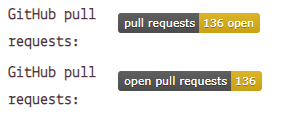 GitHub pull
requests:
pull requests 136 open
GitHub pull
requests:
open pull requests 136